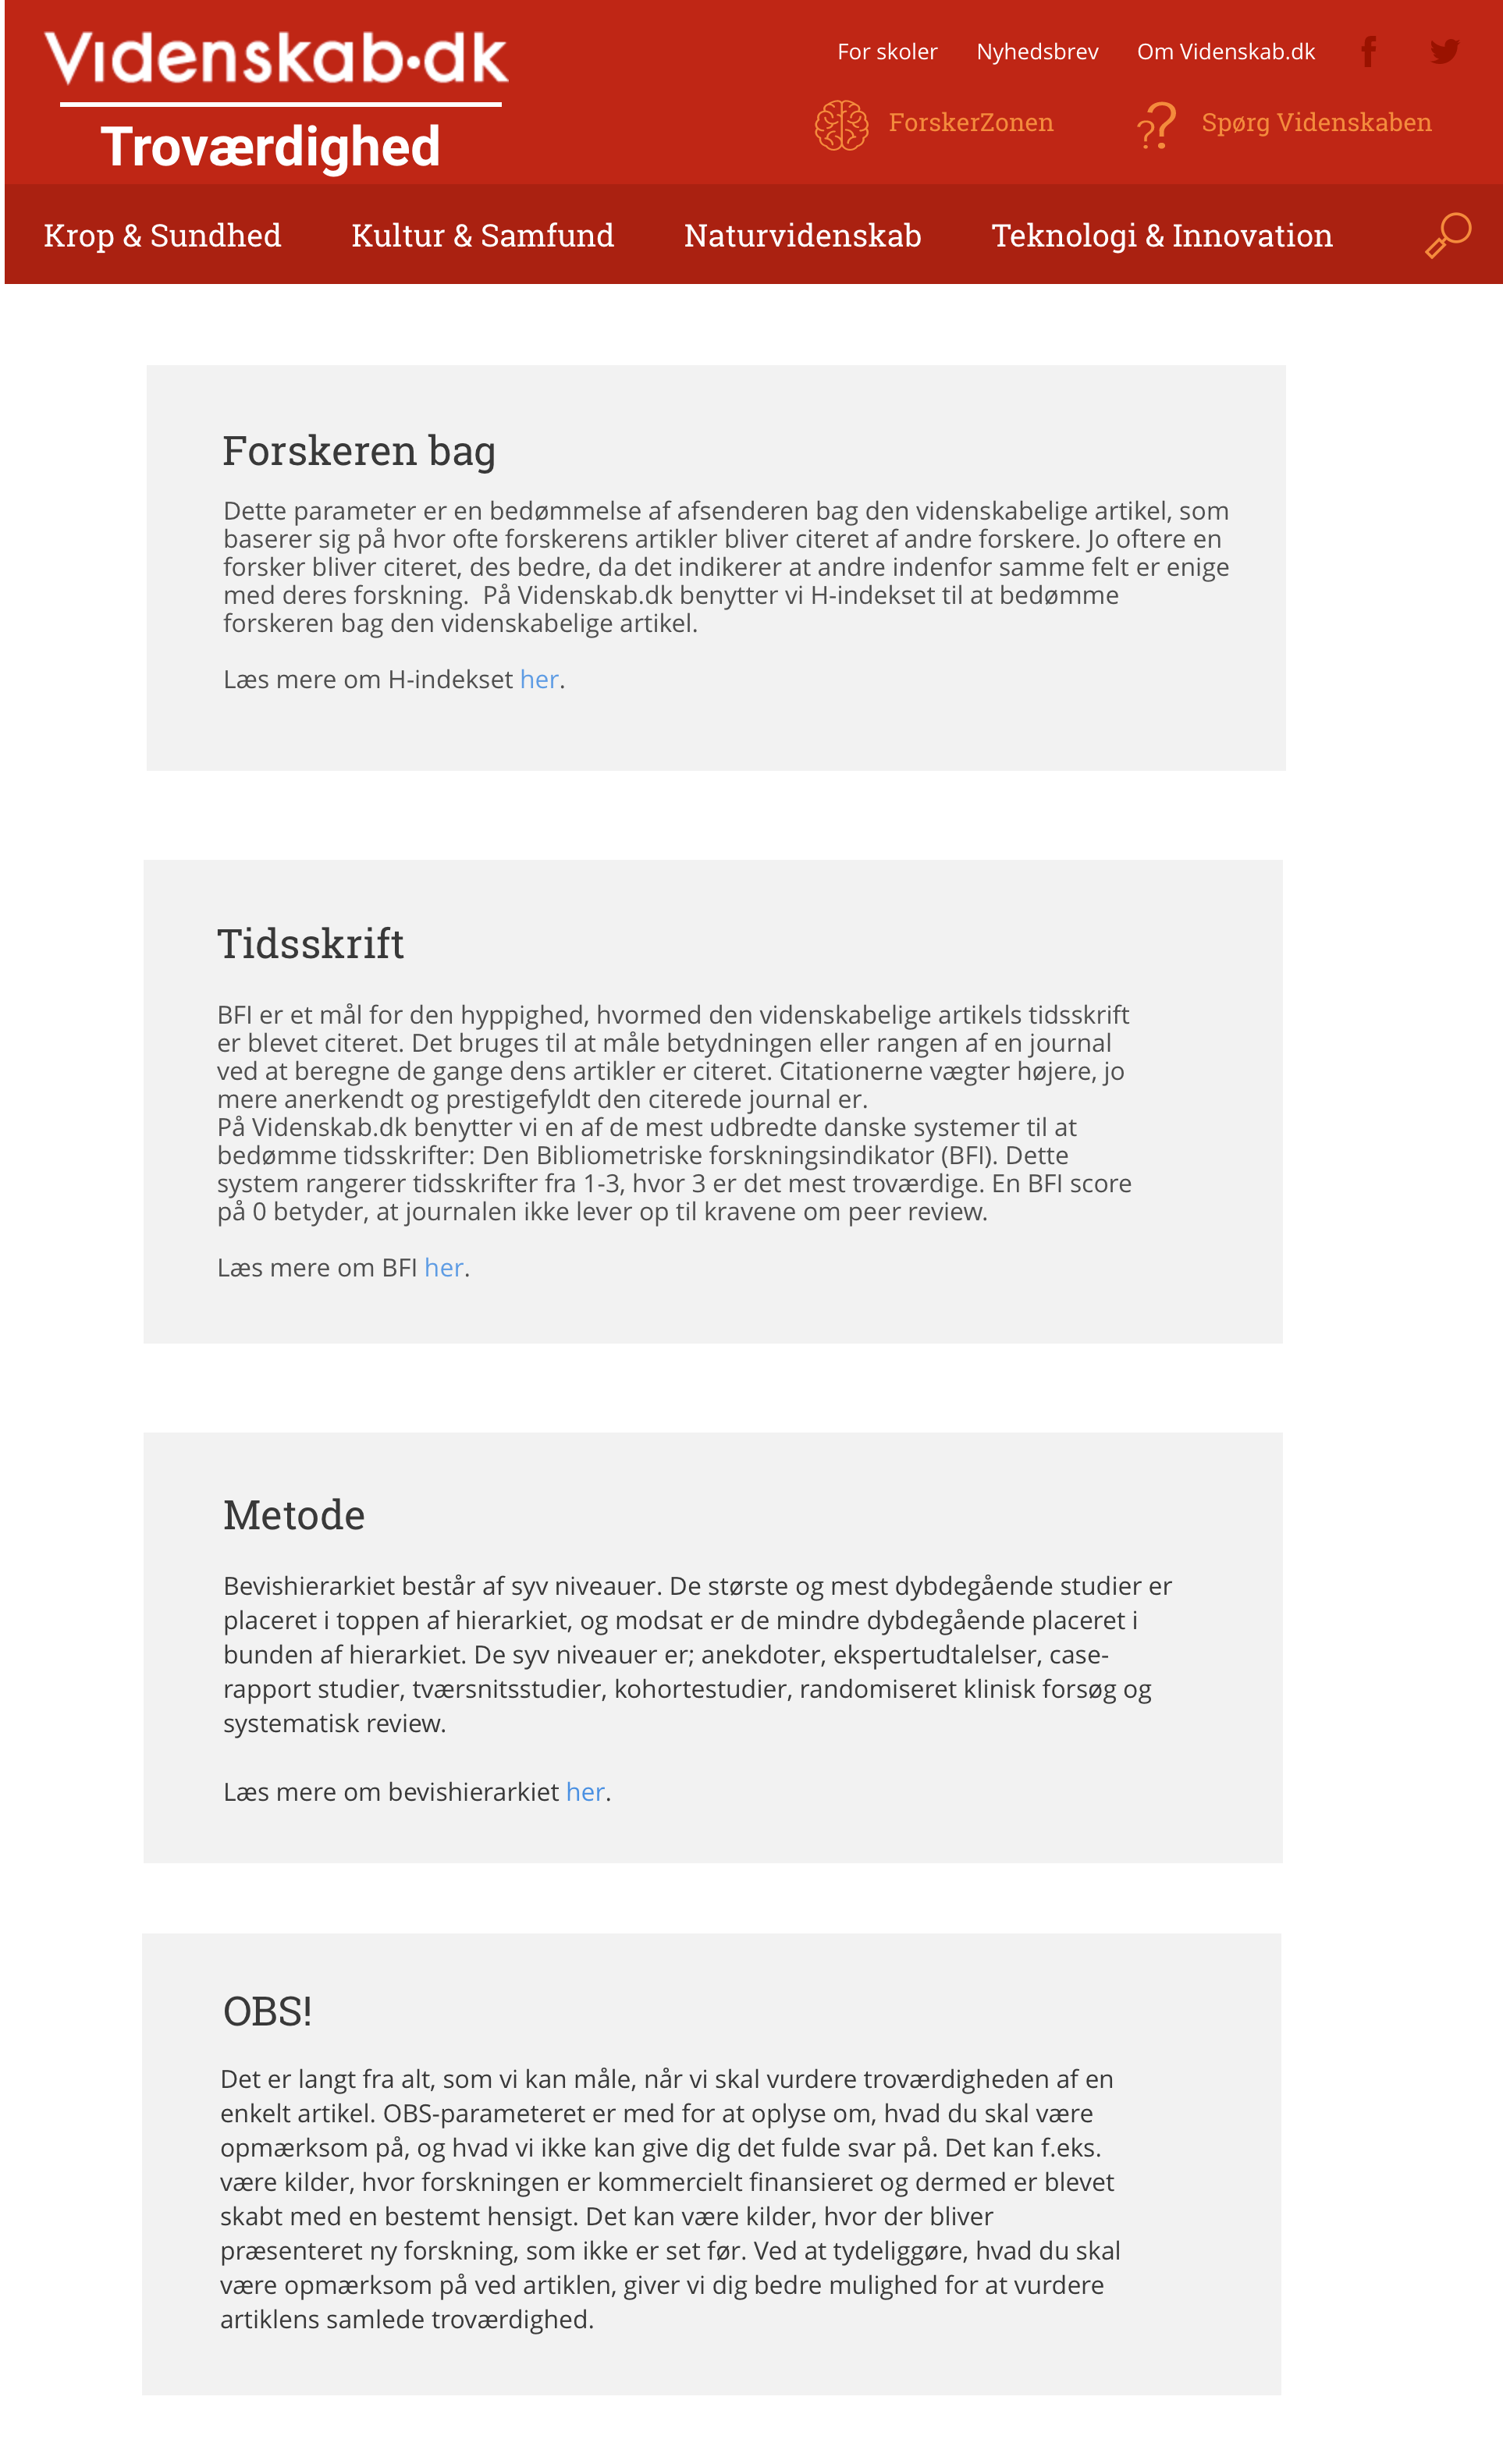 Videnskab.dk
Troværdighed
For skoler
Nyhedsbrev
Om Videnskab.dk
ForskerZonen
Spørg Videnskaben
Krop & Sundhed
Kultur & Samfund
Naturvidenskab
Teknologi & Innovation
Forskeren bag
Dette parameter er en bedømmelse af afsenderen bag den videnskabelige artikel, som
baserer sig på hvor ofte forskerens artikler bliver citeret af andre forskere. Jo oftere en
forsker bliver citeret, des bedre, da det indikerer at andre indenfor samme felt er enige
med deres forskning.  På Videnskab.dk benytter vi H-indekset til at bedømme
forskeren bag den videnskabelige artikel.
Læs mere om H-indekset her.
Tidsskrift
BFI er et mål for den hyppighed, hvormed den videnskabelige artikels tidsskrift
er blevet citeret. Det bruges til at måle betydningen eller rangen af en journal
ved at beregne de gange dens artikler er citeret. Citationerne vægter højere, jo
mere anerkendt og prestigefyldt den citerede journal er.
På Videnskab.dk benytter vi en af de mest udbredte danske systemer til at
bedømme tidsskrifter: Den Bibliometriske forskningsindikator (BFI). Dette
system rangerer tidsskrifter fra 1-3, hvor 3 er det mest troværdige. En BFI score
på 0 betyder, at journalen ikke lever op til kravene om peer review.
Læs mere om BFI her.
Metode
Bevishierarkiet består af syv niveauer. De største og mest dybdegående studier er
placeret i toppen af hierarkiet, og modsat er de mindre dybdegående placeret i
bunden af hierarkiet. De syv niveauer er; anekdoter, ekspertudtalelser, case-
rapport studier, tværsnitsstudier, kohortestudier, randomiseret klinisk forsøg og
systematisk review.
Læs mere om bevishierarkiet her.
OBS!
Det er langt fra alt, som vi kan måle, når vi skal vurdere troværdigheden af en
enkelt artikel. OBS-parameteret er med for at oplyse om, hvad du skal være
opmærksom på, og hvad vi ikke kan give dig det fulde svar på. Det kan f.eks.
være kilder, hvor forskningen er kommercielt finansieret og dermed er blevet
skabt med en bestemt hensigt. Det kan være kilder, hvor der bliver
præsenteret ny forskning, som ikke er set før. Ved at tydeliggøre, hvad du skal
være opmærksom på ved artiklen, giver vi dig bedre mulighed for at vurdere
artiklens samlede troværdighed.